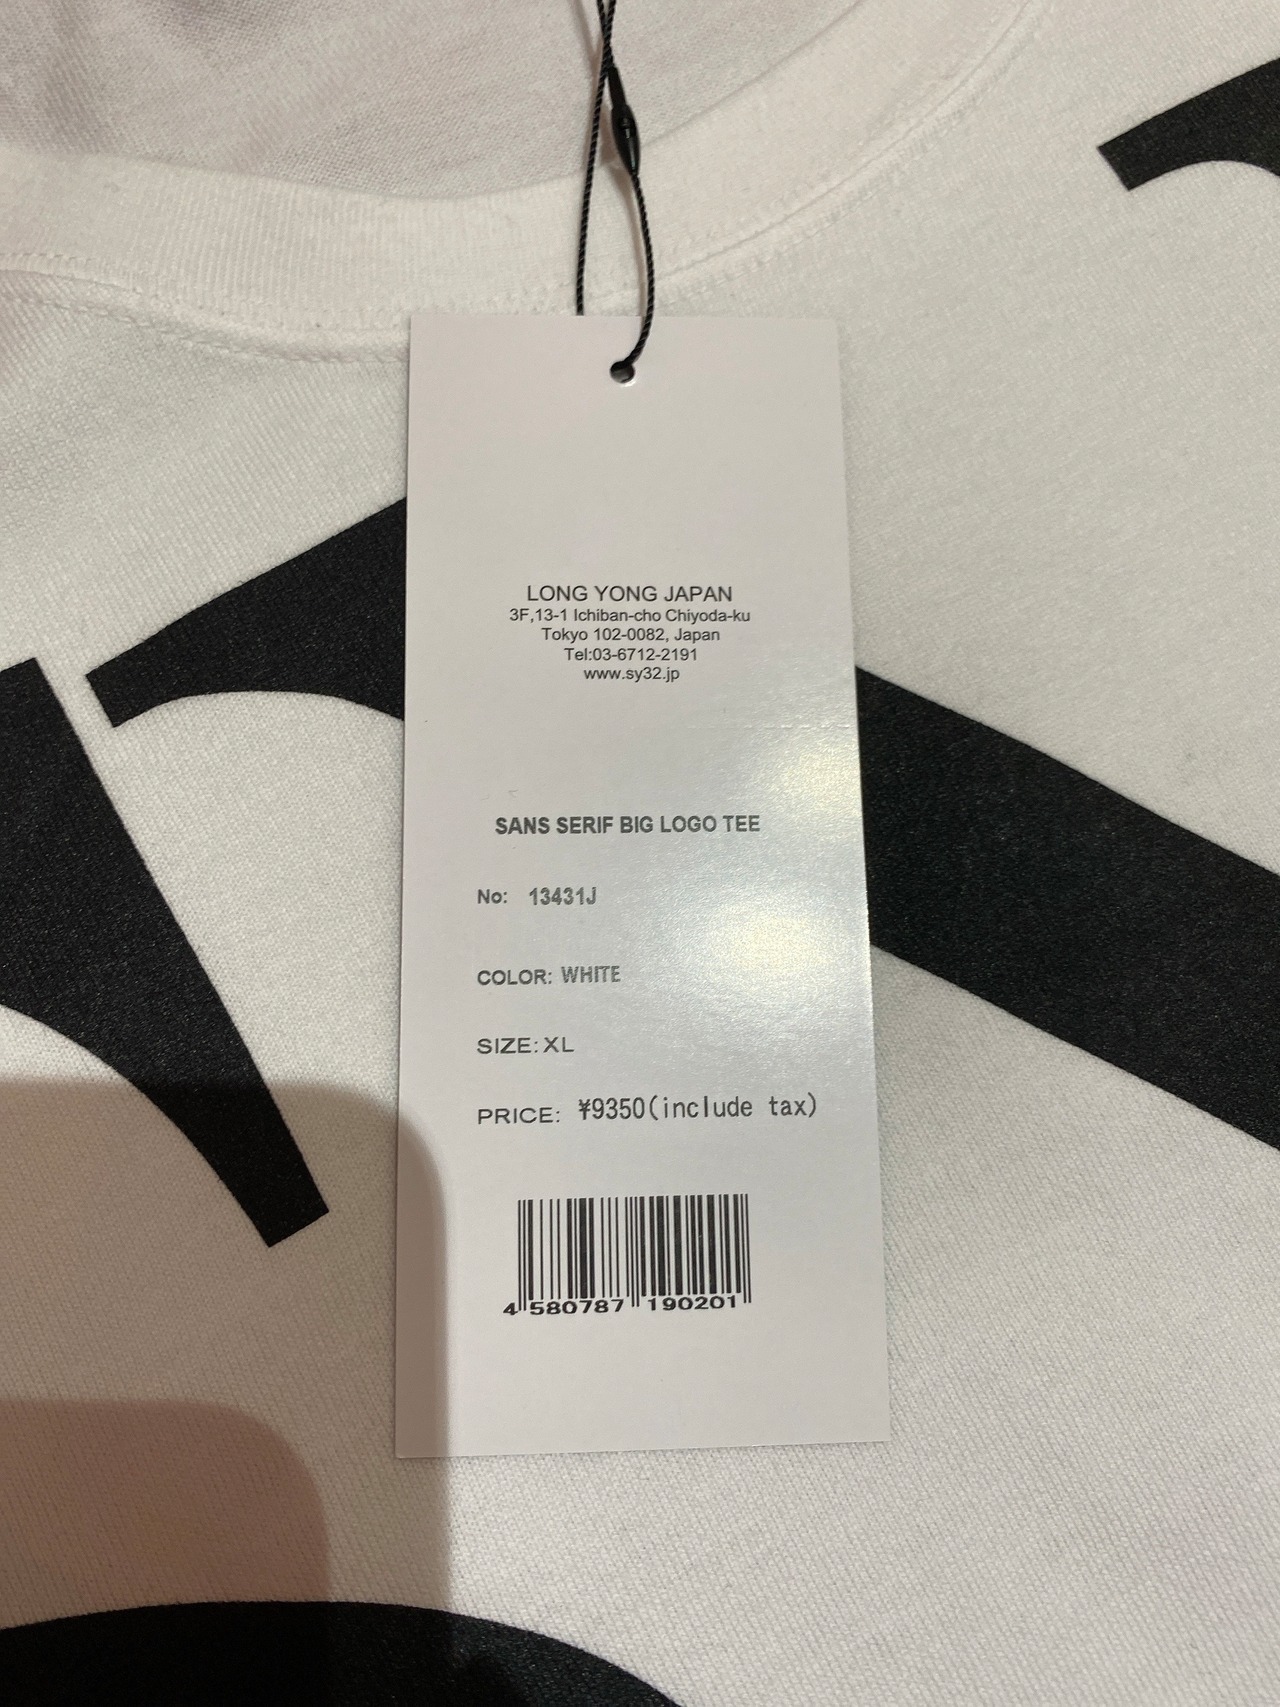 LONG YONG JAPAN
3F,13-1 Ichiban-cho Chiyoda-ku
Tokyo 102-0082, Japan
Tel:03-6712-2191
www.sy32.jp
SANS SERIF BIG LOGO TEE
No: 13431J
COLOR: WHITE
SIZE: XL
PRICE: ¥9350(include tax)
4 580787 190201